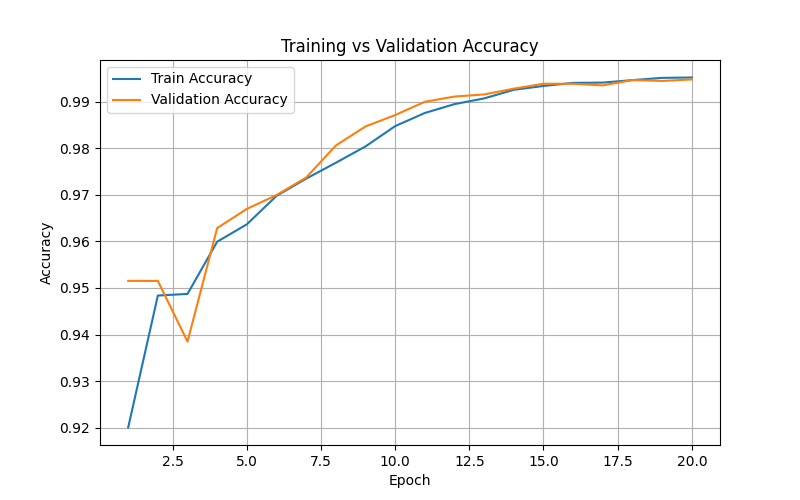 Training vs Validation Accuracy
Train Accuracy
Validation Accuracy
0.99
0.98
0.97
0.96
0.95
0.94
0.93
0.92
Accuracy
2.5 5.0 7.5 10.0 12.5 15.0 17.5 20.0
Epoch